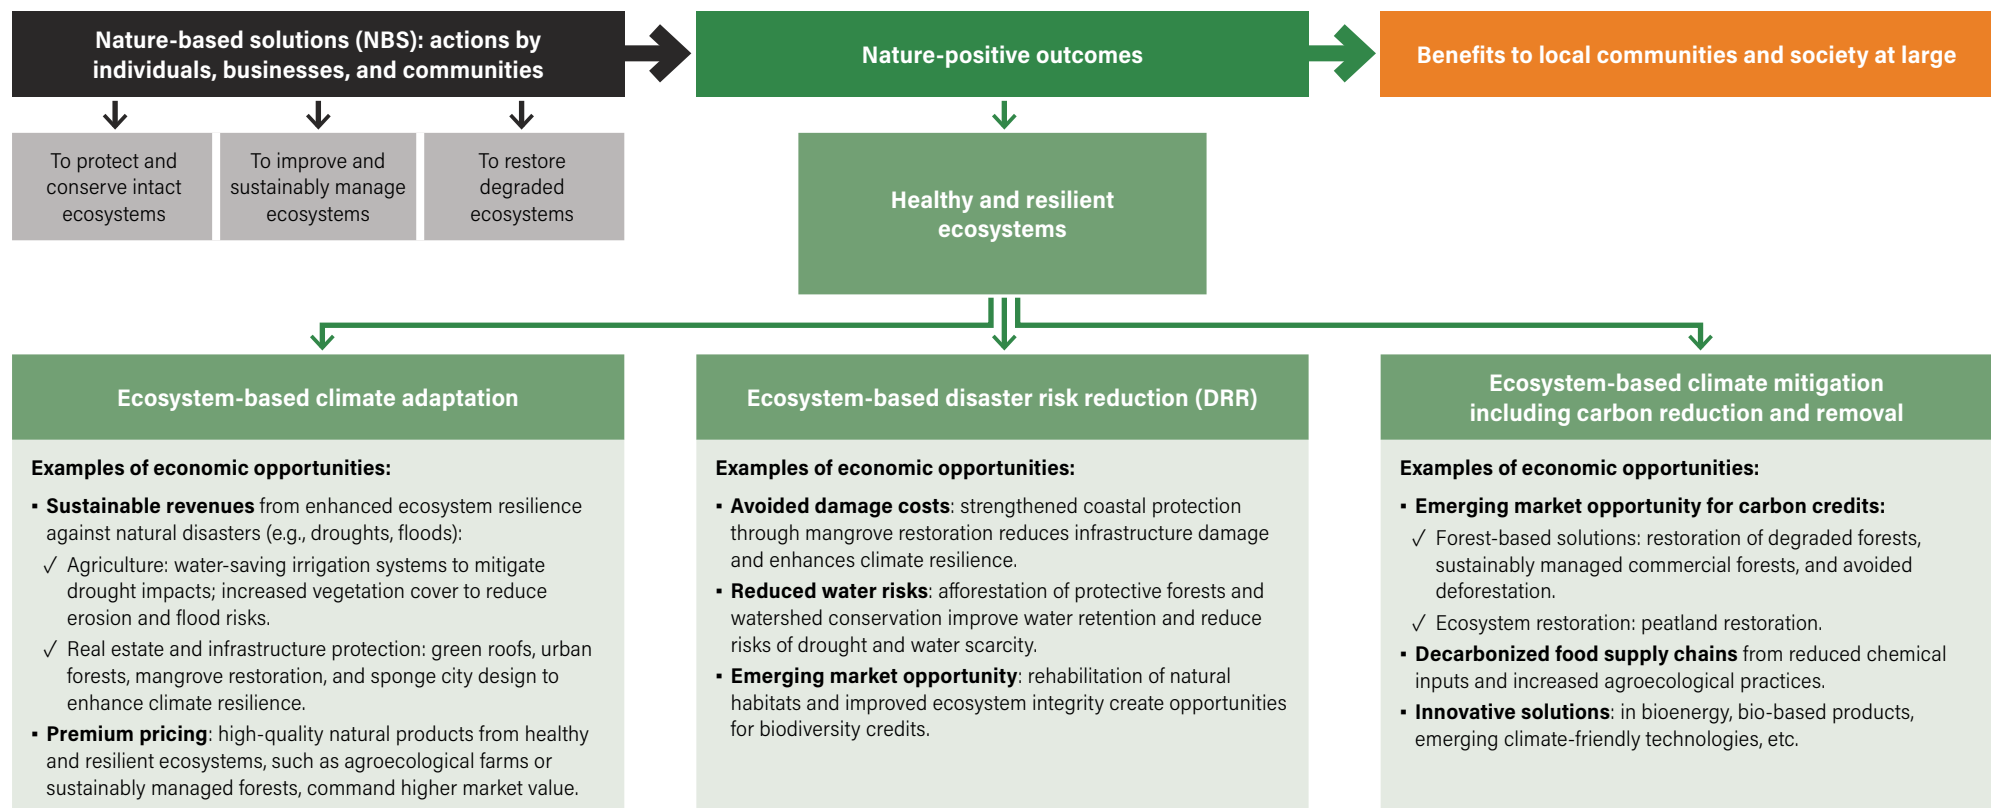 Nature-based solutions (NBS): actions by
individuals, businesses, and communities
Nature-positive outcomes
Benefits to local communities and society at large
To protect and
conserve intact
ecosystems
To improve and
sustainably manage
ecosystems
To restore
degraded
ecosystems
Healthy and resilient
ecosystems
Ecosystem-based climate adaptation
Examples of economic opportunities:
▪ Sustainable revenues from enhanced ecosystem resilience
against natural disasters (e.g., droughts, floods):
✓ Agriculture: water-saving irrigation systems to mitigate
drought impacts; increased vegetation cover to reduce
erosion and flood risks.
✓ Real estate and infrastructure protection: green roofs, urban
forests, mangrove restoration, and sponge city design to
enhance climate resilience.
▪ Premium pricing: high-quality natural products from healthy
and resilient ecosystems, such as agroecological farms or
sustainably managed forests, command higher market value.
Ecosystem-based disaster risk reduction (DRR)
Examples of economic opportunities:
▪ Avoided damage costs: strengthened coastal protection
through mangrove restoration reduces infrastructure damage
and enhances climate resilience.
▪ Reduced water risks: afforestation of protective forests and
watershed conservation improve water retention and reduce
risks of drought and water scarcity.
▪ Emerging market opportunity: rehabilitation of natural
habitats and improved ecosystem integrity create opportunities
for biodiversity credits.
Ecosystem-based climate mitigation
including carbon reduction and removal
Examples of economic opportunities:
▪ Emerging market opportunity for carbon credits:
✓ Forest-based solutions: restoration of degraded forests,
sustainably managed commercial forests, and avoided
deforestation.
✓ Ecosystem restoration: peatland restoration.
▪ Decarbonized food supply chains from reduced chemical
inputs and increased agroecological practices.
▪ Innovative solutions: in bioenergy, bio-based products,
emerging climate-friendly technologies, etc.